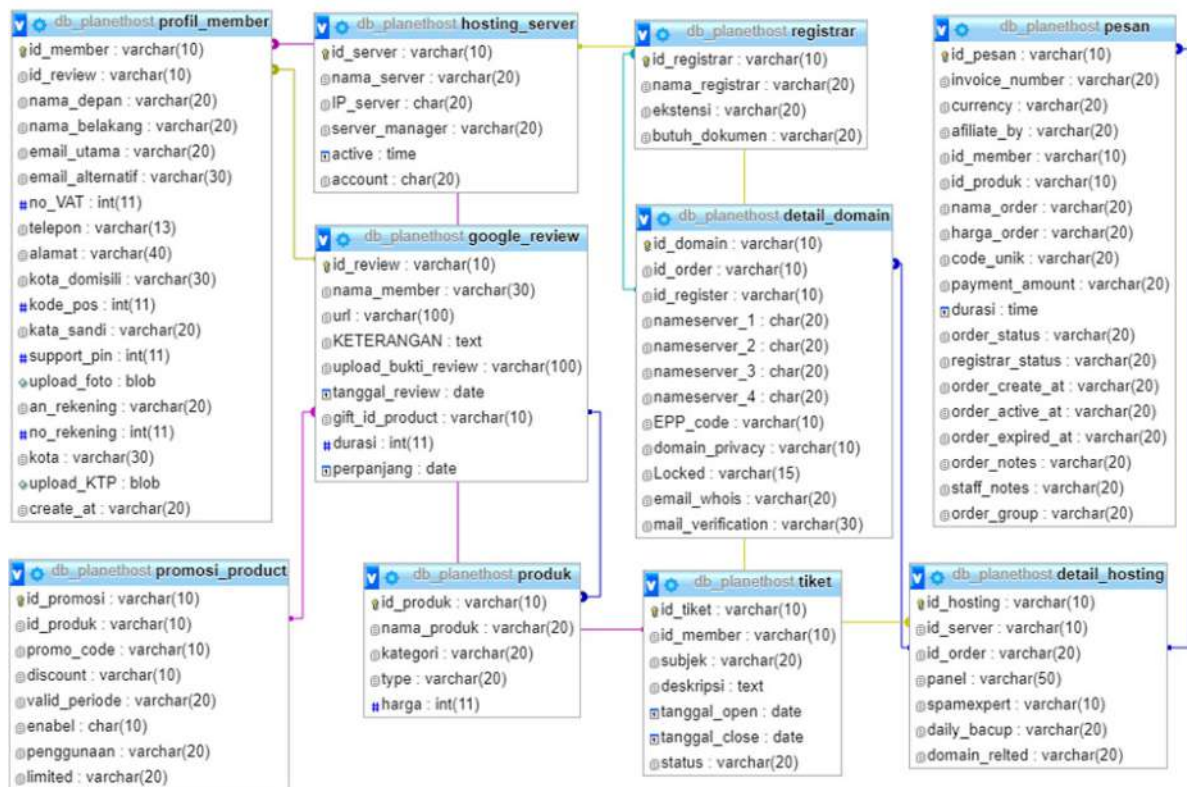 db_planethost profil_member
id_member : varchar(10)
id_review : varchar(10)
nama_depan : varchar(20)
nama_belakang : varchar(20)
email_utama : varchar(20)
email_alternatif : varchar(30)
no_VAT : int(11)
telepon : varchar(13)
alamat : varchar(40)
kota_domisili : varchar(30)
kode_pos : int(11)
kata_sandi : varchar(20)
support_pin : int(11)
upload_foto : blob
an_rekening : varchar(20)
no_rekening : int(11)
kota : varchar(30)
upload_KTP : blob
create_at : varchar(20)
db_planethost hosting_server
id_server : varchar(10)
nama_server : varchar(20)
IP_server : char(20)
server_manager : varchar(20)
active : time
account : char(20)
db_planethost registrar
id_registrar : varchar(10)
nama_registrar : varchar(20)
ekstensi : varchar(20)
butuh_dokumen : varchar(20)
db_planethost pesan
id_pesan : varchar(10)
invoice_number : varchar(20)
currency : varchar(20)
afiliate_by : varchar(20)
id_member : varchar(10)
id_produk : varchar(10)
nama_order : varchar(20)
harga_order : varchar(20)
code_unik : varchar(20)
payment_amount : varchar(20)
durasi : time
order_status : varchar(20)
registrar_status : varchar(20)
order_create_at : varchar(20)
order_active_at : varchar(20)
order_expired_at : varchar(20)
order_notes : varchar(20)
staff_notes : varchar(20)
order_group : varchar(20)
db_planethost google_review
id_review : varchar(10)
nama_member : varchar(30)
url : varchar(100)
KETERANGAN : text
upload_bukti_review : varchar(100)
tanggal_review : date
gift_id_product : varchar(10)
durasi : int(11)
perpanjang : date
db_planethost detail_domain
id_domain : varchar(10)
id_order : varchar(10)
id_register : varchar(10)
nameserver_1 : char(20)
nameserver_2 : char(20)
nameserver_3 : char(20)
nameserver_4 : char(20)
EPP_code : varchar(10)
domain_privacy : varchar(10)
Locked : varchar(15)
email_whois : varchar(20)
mail_verification : varchar(30)
db_planethost promosi_product
id_promosi : varchar(10)
id_produk : varchar(10)
promo_code : varchar(10)
discount : varchar(10)
valid_periode : varchar(20)
enabel : char(10)
penggunaan : varchar(20)
limited : varchar(20)
db_planethost produk
id_produk : varchar(10)
nama_produk : varchar(20)
kategori : varchar(20)
type : varchar(20)
harga : int(11)
db_planethost tiket
id_tiket : varchar(10)
id_member : varchar(10)
subjek : varchar(20)
deskripsi : text
tanggal_open : date
tanggal_close : date
status : varchar(20)
db_planethost detail_hosting
id_hosting : varchar(10)
id_server : varchar(10)
id_order : varchar(20)
panel : varchar(50)
spamexpert : varchar(10)
daily_bacup : varchar(20)
domain_relted : varchar(20)